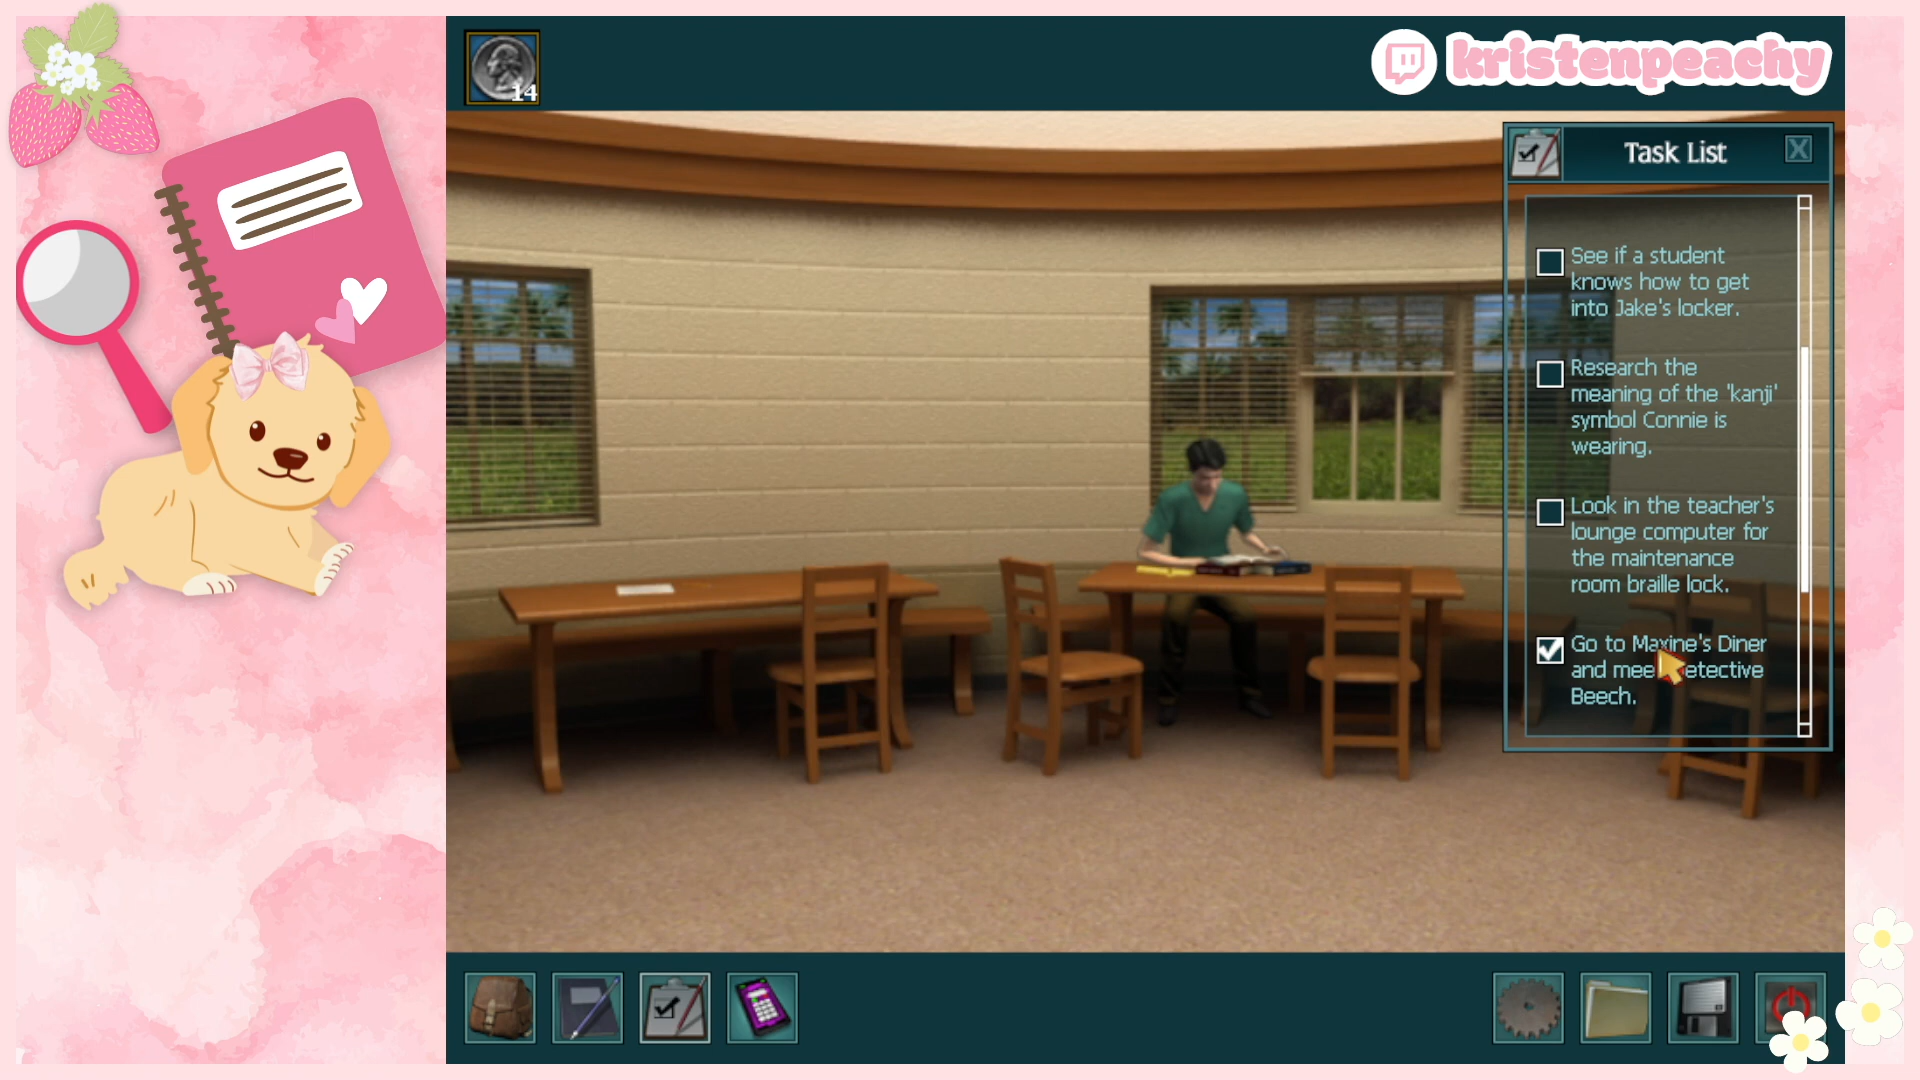 14
kristenpeachy
Task List
X
See if a student
knows how to get
into Jake's locker.
Research the
meaning of the 'kanji'
symbol Connie is
wearing.
Look in the teacher's
lounge computer for
the maintenance
room braille lock.
Go to Maxine's Diner
and meet Detective
Beech.